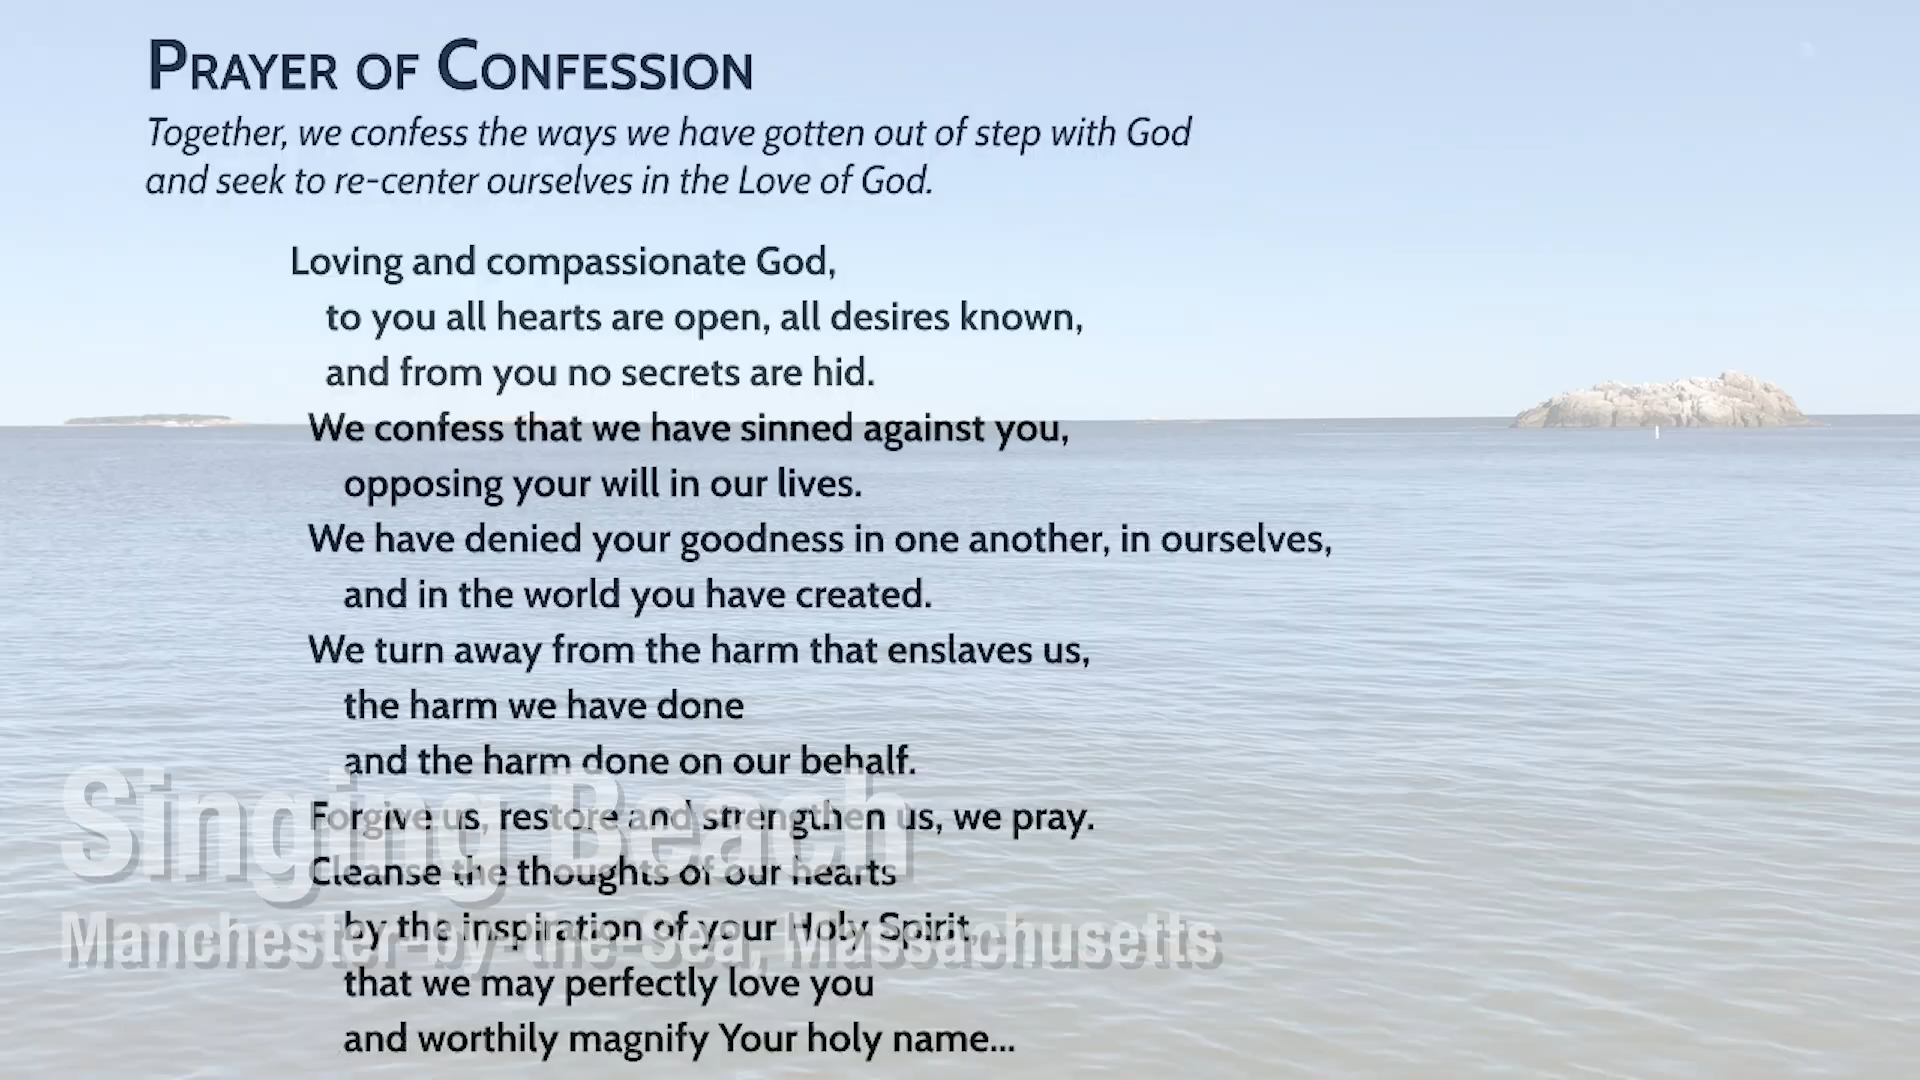 Prayer of Confession
Together, we confess the ways we have gotten out of step with God
and seek to re-center ourselves in the Love of God.
Loving and compassionate God,
to you all hearts are open, all desires known,
and from you no secrets are hid.
We confess that we have sinned against you,
opposing your will in our lives.
We have denied your goodness in one another, in ourselves,
and in the world you have created.
We turn away from the harm that enslaves us,
the harm we have done
and the harm done on our behalf.
Forgive us, restore and strengthen us, we pray.
Cleanse the thoughts of our hearts
by the inspiration of your Holy Spirit,
that we may perfectly love you
and worthily magnify Your holy name...
Singing Beach
Manchester-by-the-Sea, Massachusetts